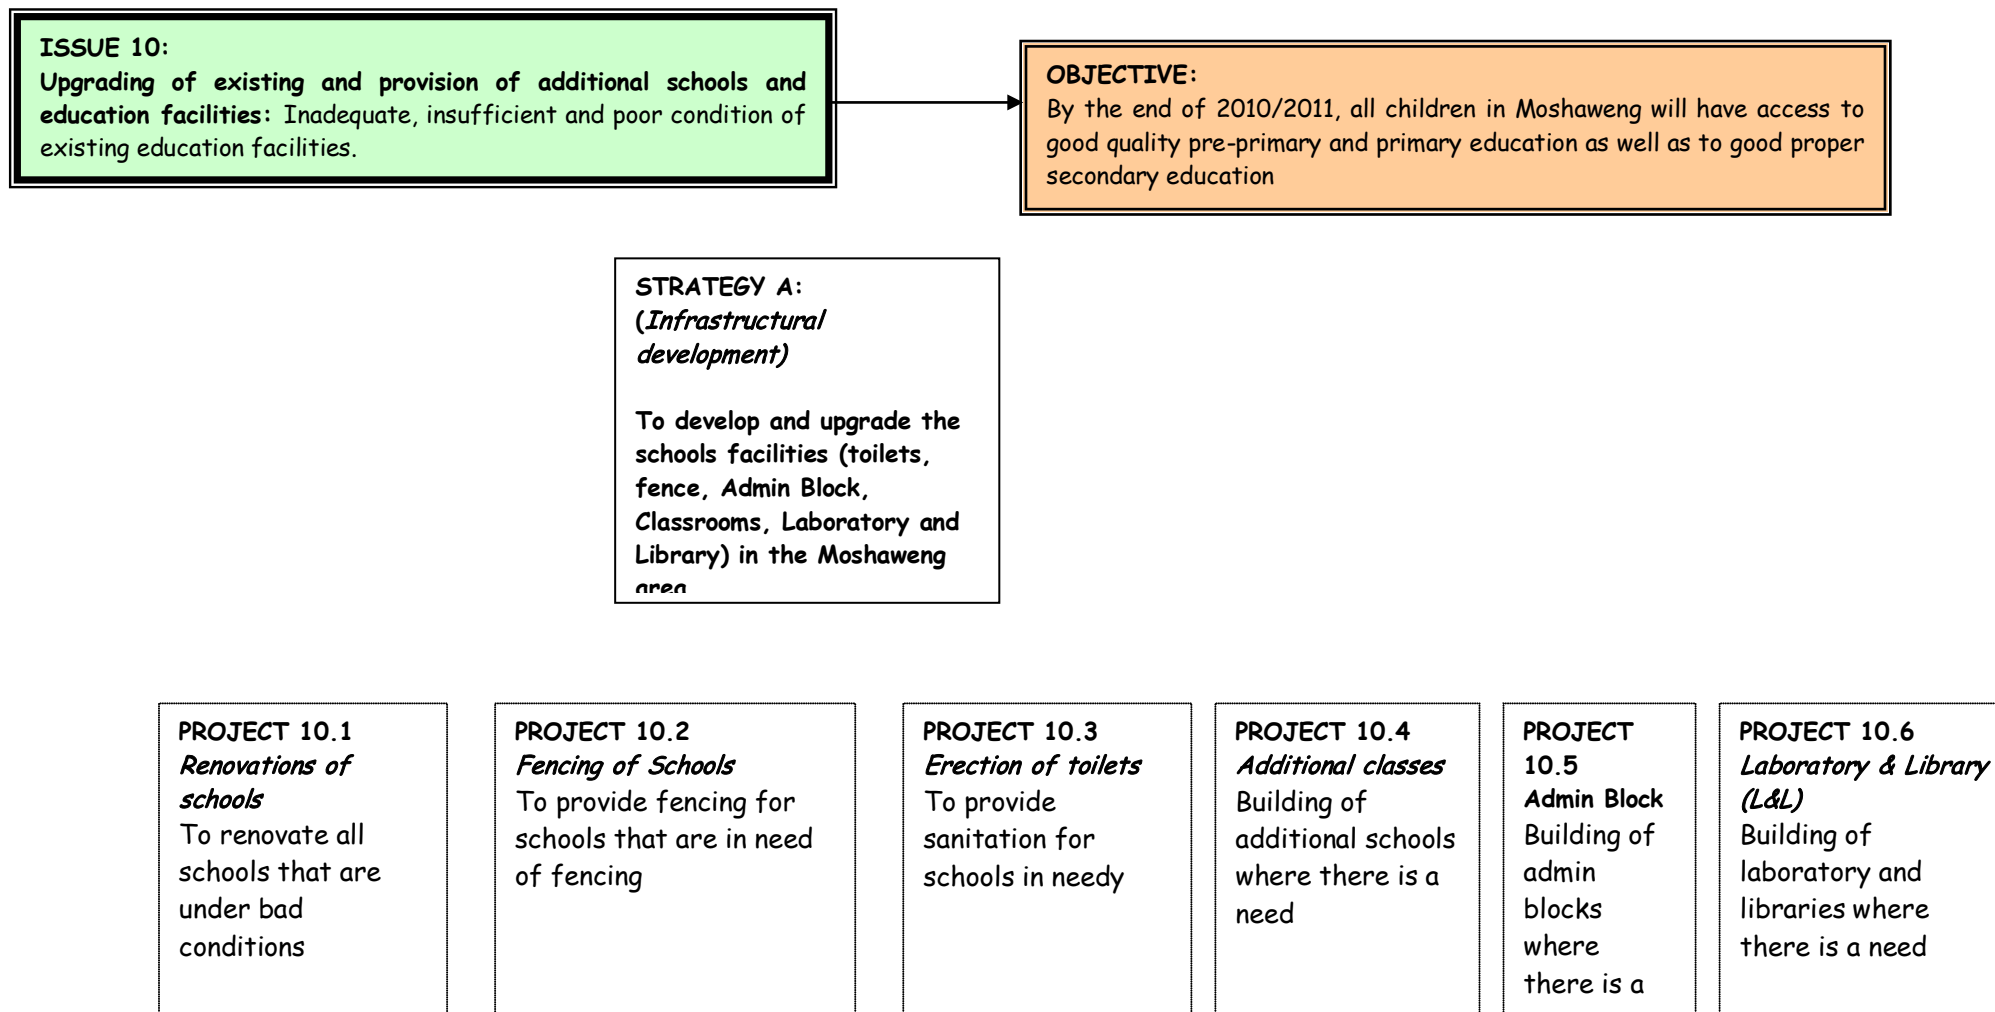 ISSUE 10:
Upgrading of existing and provision of additional schools and
education facilities: Inadequate, insufficient and poor condition of
existing education facilities.
OBJECTIVE:
By the end of 2010/2011, all children in Moshaweng will have access to
good quality pre-primary and primary education as well as to good proper
secondary education
STRATEGY A:
(Infrastructural
development)
To develop and upgrade the
schools facilities (toilets,
fence, Admin Block,
Classrooms, Laboratory and
Library) in the Moshaweng
area
PROJECT 10.1
Renovations of
schools
To renovate all
schools that are
under bad
conditions
PROJECT 10.2
Fencing of Schools
To provide fencing for
schools that are in need
of fencing
PROJECT 10.3
Erection of toilets
To provide
sanitation for
schools in needy
PROJECT 10.4
Additional classes
Building of
additional schools
where there is a
need
PROJECT
10.5
Admin Block
Building of
admin
blocks
where
there is a
PROJECT 10.6
Laboratory & Library
(L&L)
Building of
laboratory and
libraries where
there is a need